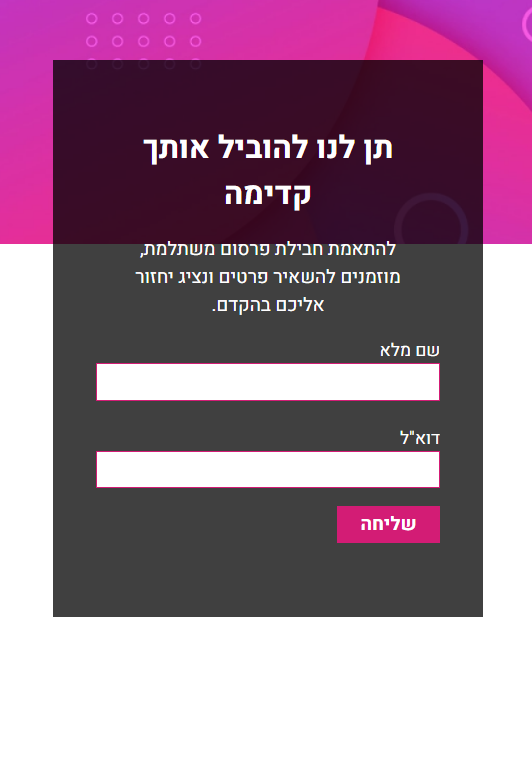 תן לנו להוביל אותך
קדימה
להתאמת חבילת פרסום משתלמת,
מוזמנים להשאיר פרטים ונציג יחזור
אליכם בהקדם.
שם מלא
דוא"ל
שליחה